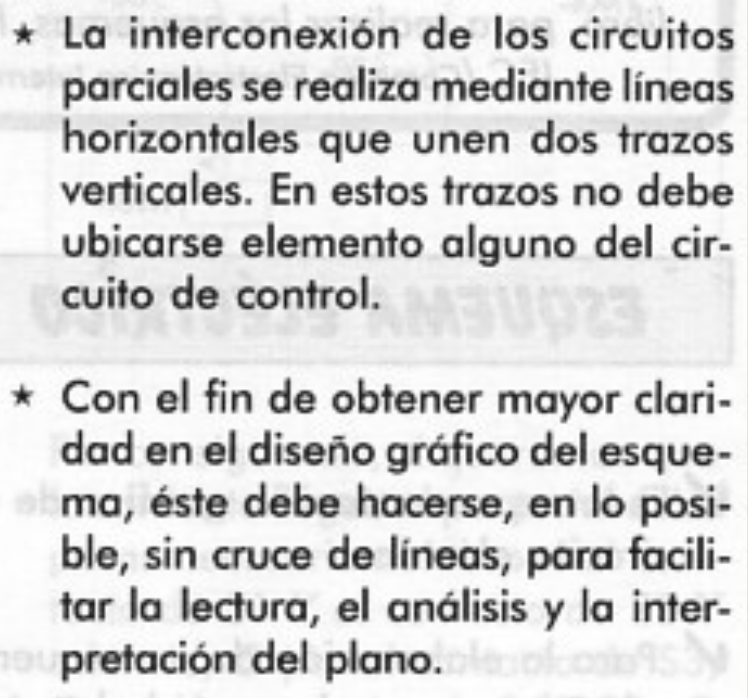 ★ La interconexión de los circuitos
parciales se realiza mediante líneas
horizontales que unen dos trazos
verticales. En estos trazos no debe
ubicarse elemento alguno del cir-
cuito de control.
ESQUEMA ELÉCTRICO
★ Con el fin de obtener mayor clari-
dad en el diseño gráfico del esque-
ma, éste debe hacerse, en lo posi-
ble, sin cruce de líneas, para facili-
tar la lectura, el análisis y la inter-
pretación del plano.